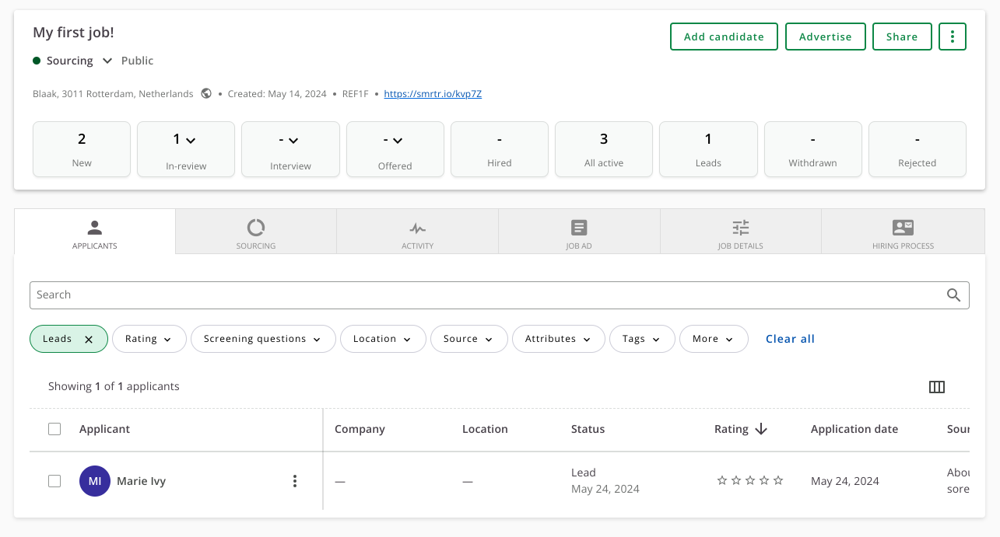 My first job!
Add candidate Advertise Share
Sourcing Public
Blaak, 3011 Rotterdam, Netherlands • Created: May 14, 2024 • REF1F • https://smrtr.io/kvp7Z
2 1 - - - 3 1 - -
New In-review Interview Offered Hired All active Leads Withdrawn Rejected
APPLICANTS SOURCING ACTIVITY JOB AD JOB DETAILS HIRING PROCESS
Search
Leads Rating Screening questions Location Source Attributes Tags More Clear all
Showing 1 of 1 applicants
Applicant Company Location Status Rating Application date Sour
MI Marie Ivy — — Lead May 24, 2024 Abou
May 24, 2024 sore